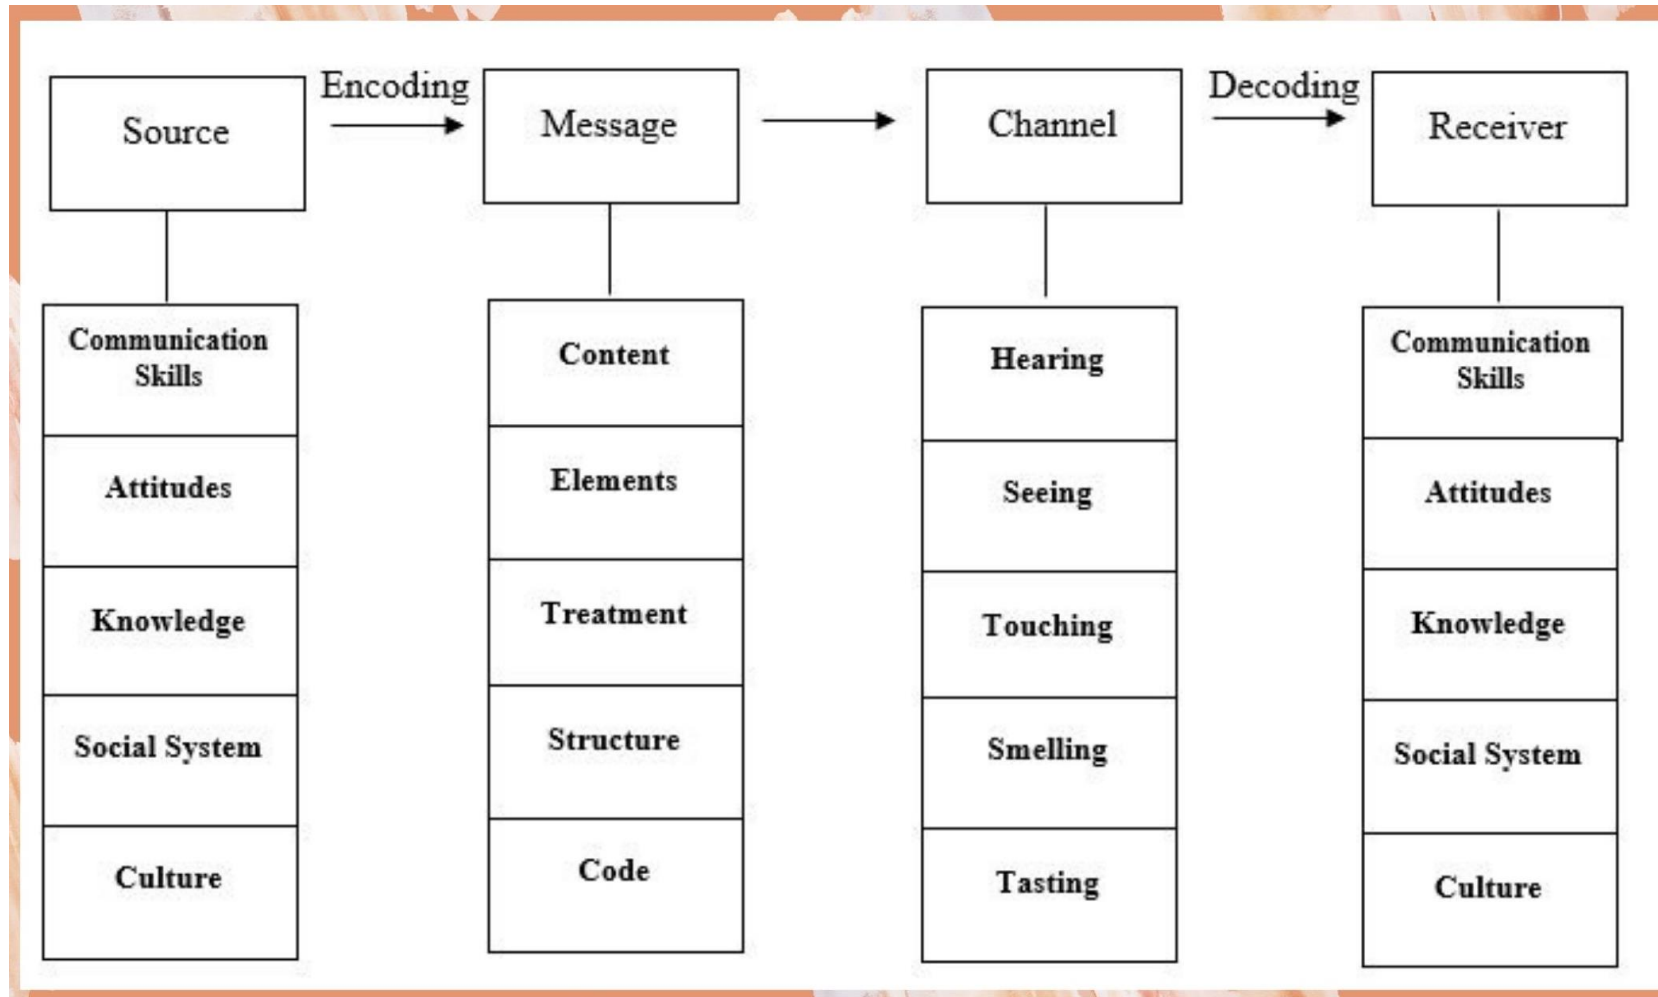 Source
Encoding
Message
Channel
Decoding
Receiver
Communication
Skills
Attitudes
Knowledge
Social System
Culture
Content
Elements
Treatment
Structure
Code
Hearing
Seeing
Touching
Smelling
Tasting
Communication
Skills
Attitudes
Knowledge
Social System
Culture